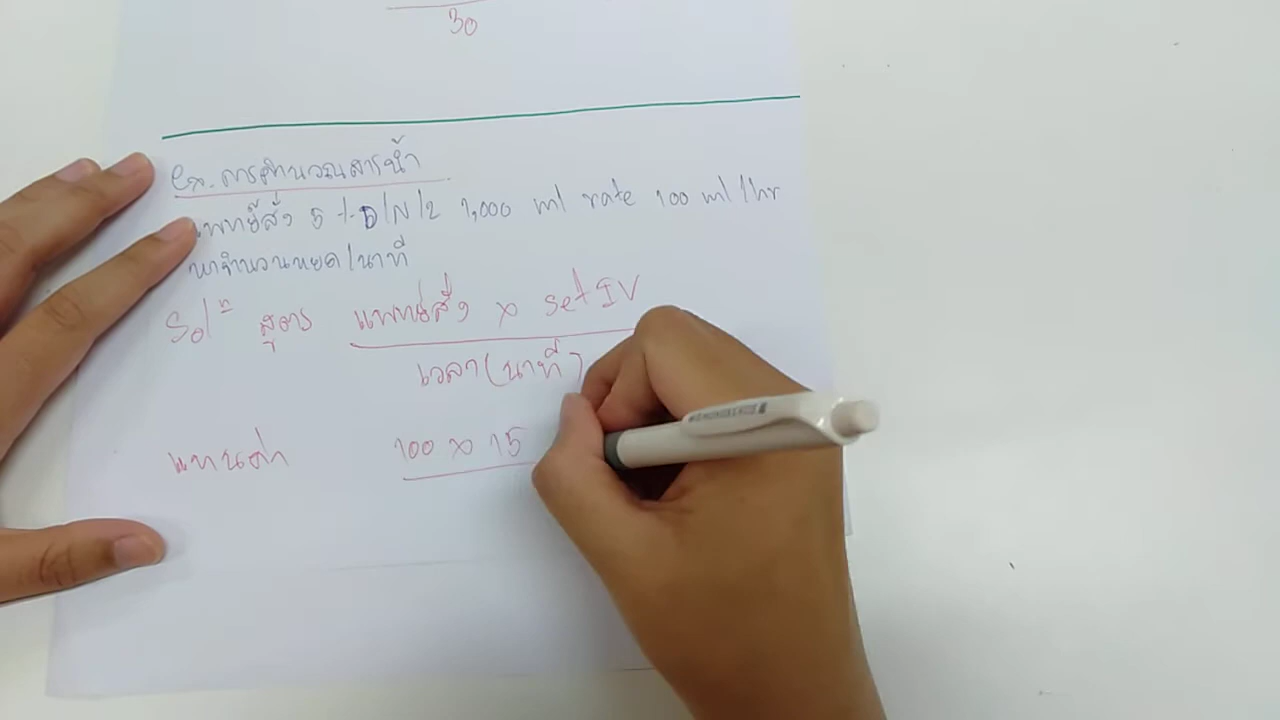 30
ex. การคำนวณสารน้ำ
แพทย์สั่ง 5 % D/N/2 1,000 ml rate 100 ml/hr
หาจำนวนหยด/นาที
Solⁿ สูตร แพทย์สั่ง x set IV
เวลา (นาที)
แทนค่า 100 x 15